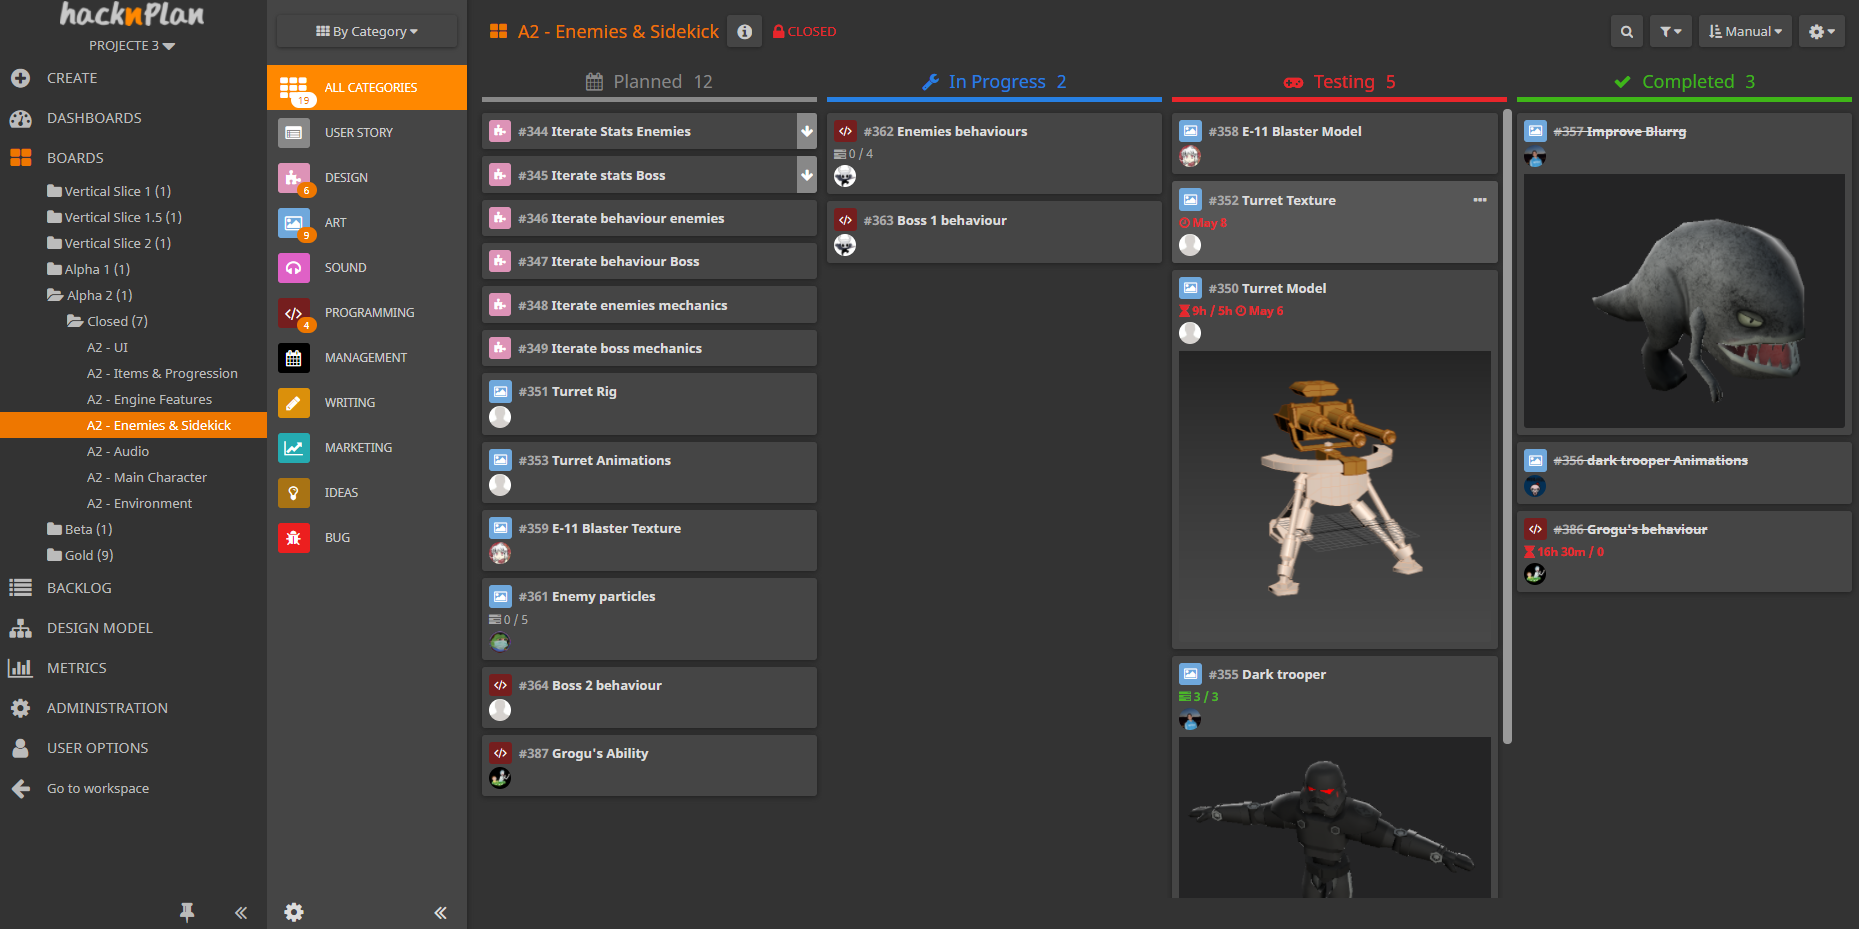 hacknPlan
PROJECTE 3
CREATE
DASHBOARDS
BOARDS
Vertical Slice 1 (1)
Vertical Slice 1.5 (1)
Vertical Slice 2 (1)
Alpha 1 (1)
Alpha 2 (1)
Closed (7)
A2 - UI
A2 - Items & Progression
A2 - Engine Features
A2 - Enemies & Sidekick
A2 - Audio
A2 - Main Character
A2 - Environment
Beta (1)
Gold (9)
BACKLOG
DESIGN MODEL
METRICS
ADMINISTRATION
USER OPTIONS
Go to workspace
By Category
19
ALL CATEGORIES
USER STORY
DESIGN
6
ART
9
SOUND
PROGRAMMING
4
MANAGEMENT
WRITING
MARKETING
IDEAS
BUG
A2 - Enemies & Sidekick
CLOSED
Manual
Planned 12
#344 Iterate Stats Enemies
#345 Iterate stats Boss
#346 Iterate behaviour enemies
#347 Iterate behaviour Boss
#348 Iterate enemies mechanics
#349 Iterate boss mechanics
#351 Turret Rig
#353 Turret Animations
#359 E-11 Blaster Texture
#361 Enemy particles
0 / 5
#364 Boss 2 behaviour
#387 Grogu's Ability
In Progress 2
#362 Enemies behaviours
0 / 4
#363 Boss 1 behaviour
Testing 5
#358 E-11 Blaster Model
#352 Turret Texture
May 8
#350 Turret Model
9h / 5h May 6
#355 Dark trooper
3 / 3
Completed 3
#357 Improve Blurrg
#356 dark trooper Animations
#386 Grogu's behaviour
16h 30m / 0